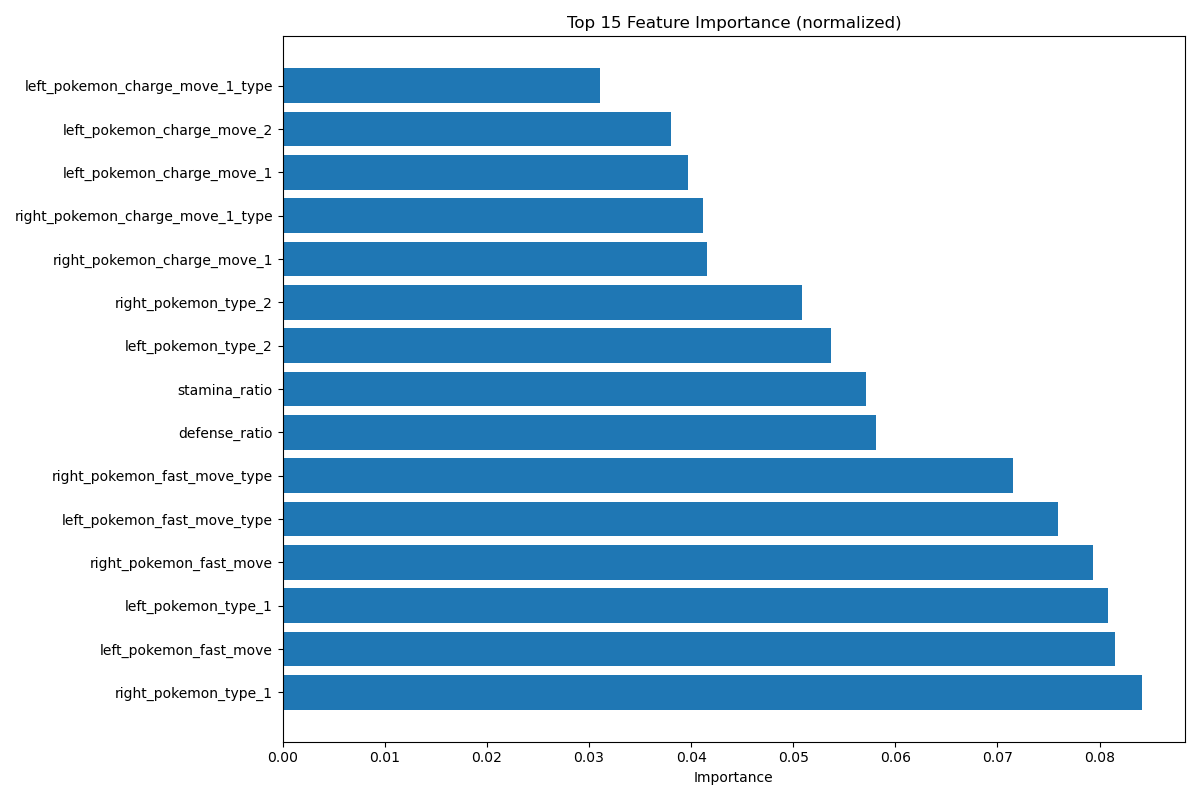 Top 15 Feature Importance (normalized)
left_pokemon_charge_move_1_type
left_pokemon_charge_move_2
left_pokemon_charge_move_1
right_pokemon_charge_move_1_type
right_pokemon_charge_move_1
right_pokemon_type_2
left_pokemon_type_2
stamina_ratio
defense_ratio
right_pokemon_fast_move_type
left_pokemon_fast_move_type
right_pokemon_fast_move
left_pokemon_type_1
left_pokemon_fast_move
right_pokemon_type_1
0.00 0.01 0.02 0.03 0.04 0.05 0.06 0.07 0.08
Importance